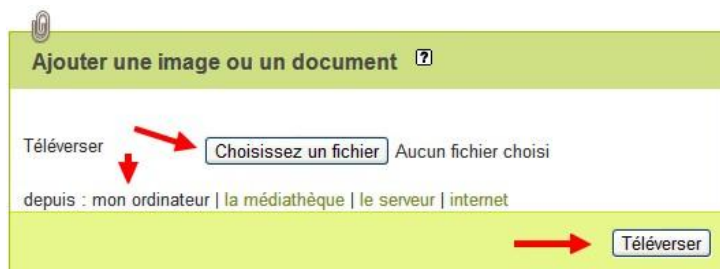 Ajouter une image ou un document ?
Téléverser Choisissez un fichier Aucun fichier choisi
depuis : mon ordinateur | la médiathèque | le serveur | internet
Téléverser